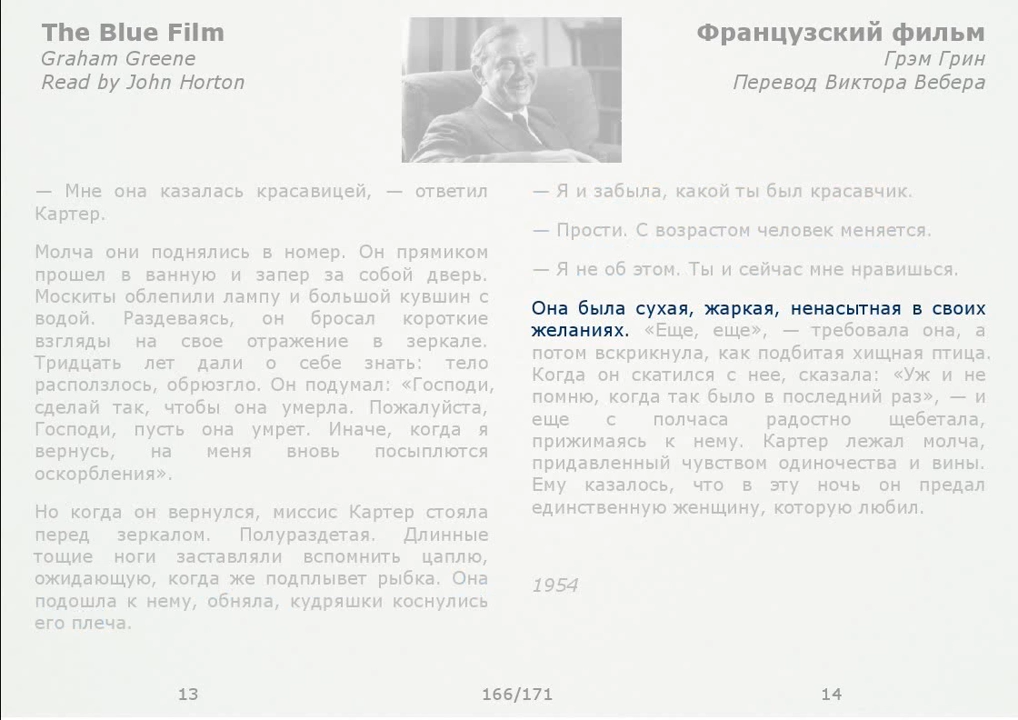 The Blue Film
Graham Greene
Read by John Horton
Французский фильм
Грэм Грин
Перевод Виктора Вебера
— Мне она казалась красавицей, — ответил
Картер.
Молча они поднялись в номер. Он прямиком
прошел в ванную и запер за собой дверь.
Москиты облепили лампу и большой кувшин с
водой. Раздеваясь, он бросал короткие
взгляды на свое отражение в зеркале.
Тридцать лет дали о себе знать: тело
расползлось, обрюзгло. Он подумал: «Господи,
сделай так, чтобы она умерла. Пожалуйста,
Господи, пусть она умрет. Иначе, когда я
вернусь, на меня вновь посыплются
оскорбления».
Но когда он вернулся, миссис Картер стояла
перед зеркалом. Полураздетая. Длинные
тощие ноги заставляли вспомнить цаплю,
ожидающую, когда же подплывет рыбка. Она
подошла к нему, обняла, кудряшки коснулись
его плеча.
— Я и забыла, какой ты был красавчик.
— Прости. С возрастом человек меняется.
— Я не об этом. Ты и сейчас мне нравишься.
Она была сухая, жаркая, ненасытная в своих
желаниях. «Еще, еще», — требовала она, а
потом вскрикнула, как подбитая хищная птица.
Когда он скатился с нее, сказала: «Уж и не
помню, когда так было в последний раз», — и
еще с полчаса радостно щебетала,
прижимаясь к нему. Картер лежал молча,
придавленный чувством одиночества и вины.
Ему казалось, что в эту ночь он предал
единственную женщину, которую любил.
1954
13
166/171
14